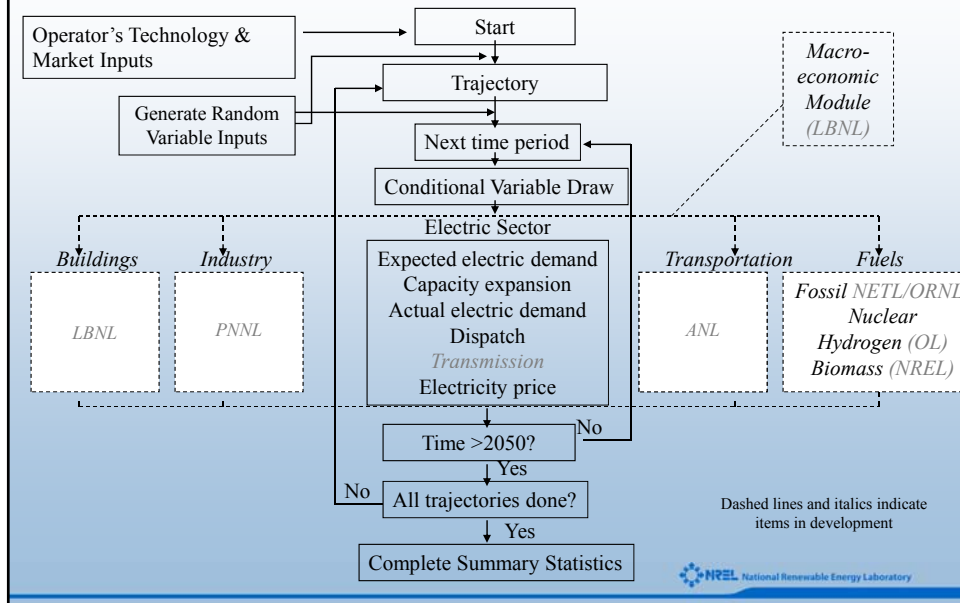 Operator's Technology &
Market Inputs
Start
Macro-
economic
Module
(LBNL)
Trajectory
Generate Random
Variable Inputs
Next time period
Conditional Variable Draw
Electric Sector
Buildings
LBNL
Industry
PNNL
Expected electric demand
Capacity expansion
Actual electric demand
Dispatch
Transmission
Electricity price
Transportation
ANL
Fuels
Fossil NETL/ORNL
Nuclear
Hydrogen (OL)
Biomass (NREL)
Time >2050?
No
Yes
No
All trajectories done?
Yes
Dashed lines and italics indicate
items in development
Complete Summary Statistics
NREL National Renewable Energy Laboratory